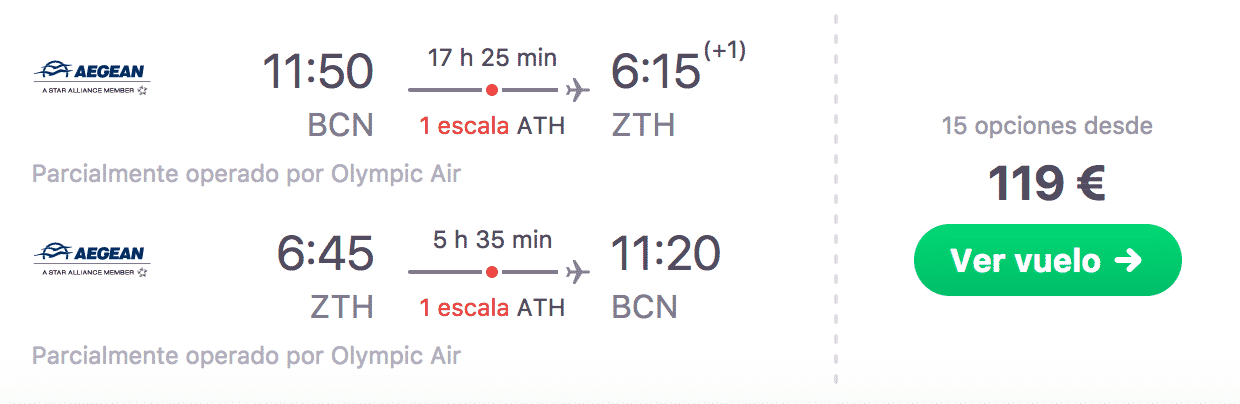 AEGEAN
A STAR ALLIANCE MEMBER
11:50
17 h 25 min
6:15 (+1)
BCN
1 escala ATH
ZTH
Parcialmente operado por Olympic Air
AEGEAN
A STAR ALLIANCE MEMBER
6:45
5 h 35 min
11:20
ZTH
1 escala ATH
BCN
Parcialmente operado por Olympic Air
15 opciones desde
119 €
Ver vuelo →